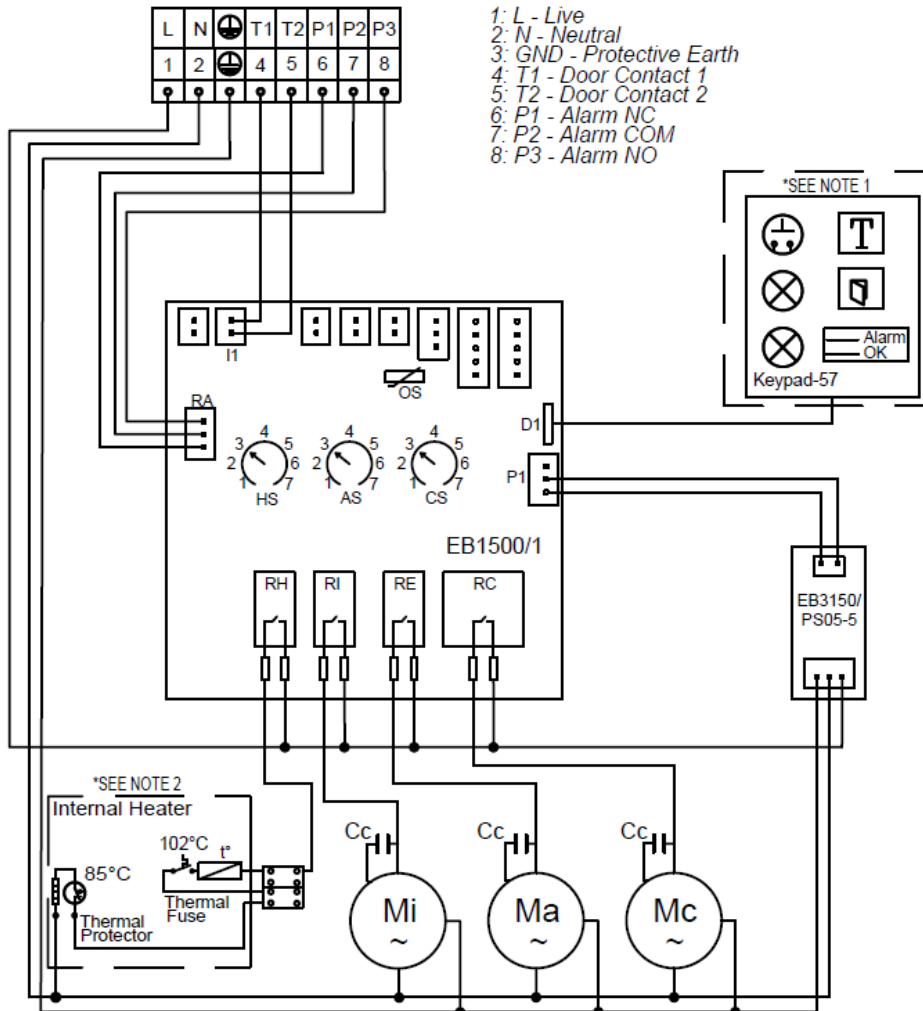 L N T1 T2 P1 P2 P3
1 2 4 5 6 7 8
1: L - Live
2: N - Neutral
3: GND - Protective Earth
4: T1 - Door Contact 1
5: T2 - Door Contact 2
6: P1 - Alarm NC
7: P2 - Alarm COM
8: P3 - Alarm NO
*SEE NOTE 1
T
Alarm
OK
Keypad-57
I1
OS
RA
D1
1 2 3 4 5 6 7
HS
1 2 3 4 5 6 7
AS
1 2 3 4 5 6 7
CS
P1
EB1500/1
RH RI RE RC
EB3150/
PS05-5
*SEE NOTE 2
Internal Heater
102°C
t°
85°C
Thermal
Fuse
Thermal
Protector
Cc
Cc
Cc
Mi
~
Ma
~
Mc
~